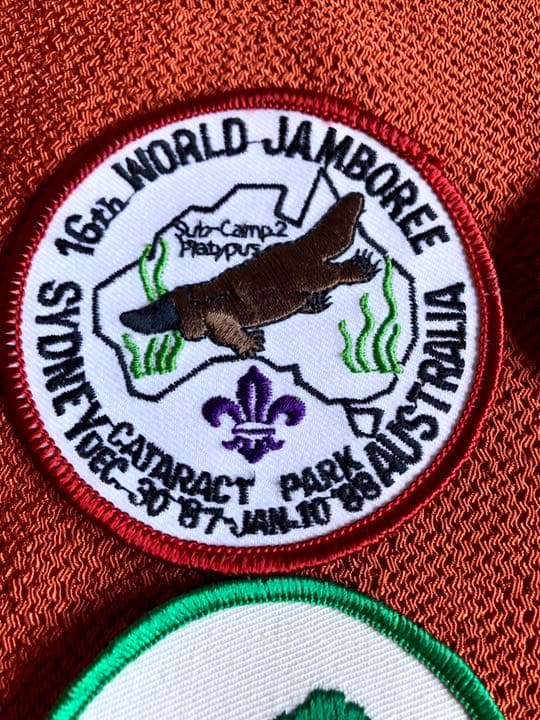 16th WORLD JAMBOREE
Sub-Camp.2
Platypus
SYDNEY AUSTRALIA
CATARACT PARK
DEC-30-'87-JAN.10-'88